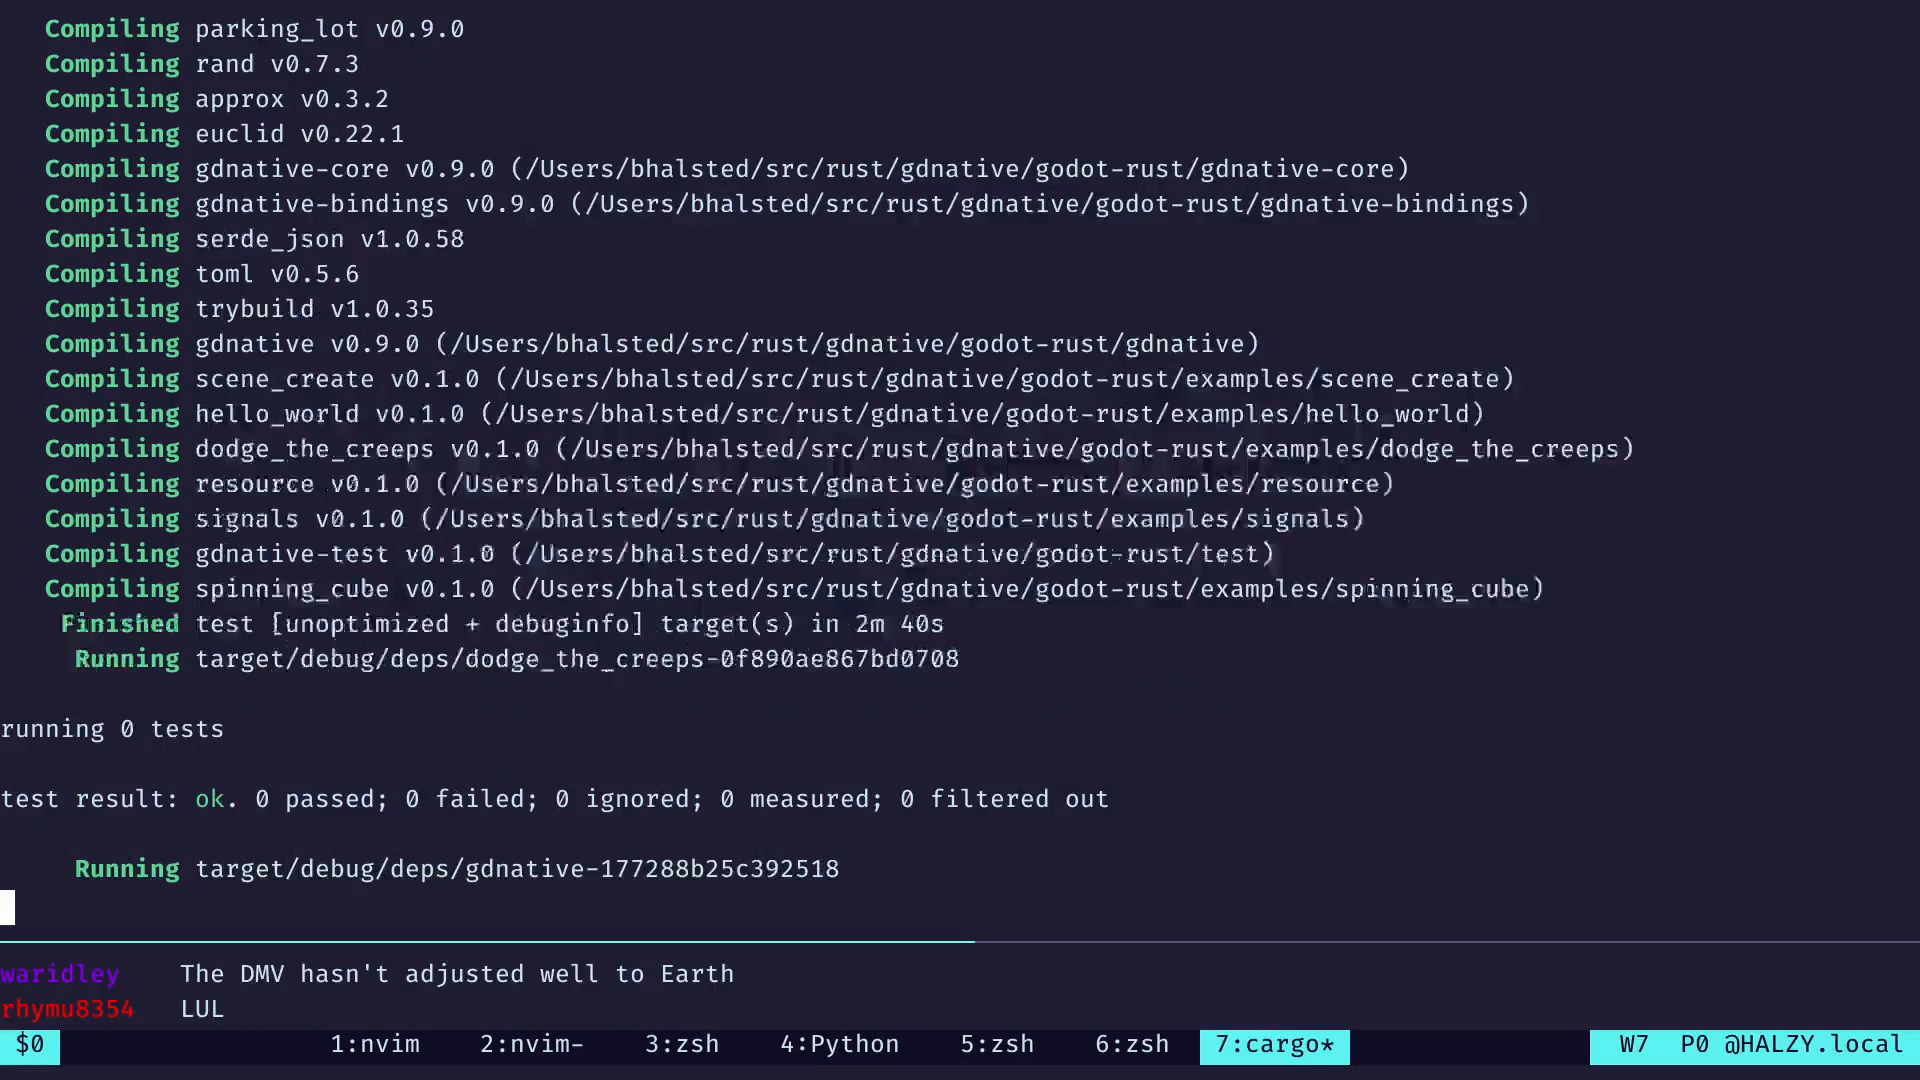 Compiling parking_lot v0.9.0
Compiling rand v0.7.3
Compiling approx v0.3.2
Compiling euclid v0.22.1
Compiling gdnative-core v0.9.0 (/Users/bhalsted/src/rust/gdnative/godot-rust/gdnative-core)
Compiling gdnative-bindings v0.9.0 (/Users/bhalsted/src/rust/gdnative/godot-rust/gdnative-bindings)
Compiling serde_json v1.0.58
Compiling toml v0.5.6
Compiling trybuild v1.0.35
Compiling gdnative v0.9.0 (/Users/bhalsted/src/rust/gdnative/godot-rust/gdnative)
Compiling scene_create v0.1.0 (/Users/bhalsted/src/rust/gdnative/godot-rust/examples/scene_create)
Compiling hello_world v0.1.0 (/Users/bhalsted/src/rust/gdnative/godot-rust/examples/hello_world)
Compiling dodge_the_creeps v0.1.0 (/Users/bhalsted/src/rust/gdnative/godot-rust/examples/dodge_the_creeps)
Compiling resource v0.1.0 (/Users/bhalsted/src/rust/gdnative/godot-rust/examples/resource)
Compiling signals v0.1.0 (/Users/bhalsted/src/rust/gdnative/godot-rust/examples/signals)
Compiling gdnative-test v0.1.0 (/Users/bhalsted/src/rust/gdnative/godot-rust/test)
Compiling spinning_cube v0.1.0 (/Users/bhalsted/src/rust/gdnative/godot-rust/examples/spinning_cube)
Finished test [unoptimized + debuginfo] target(s) in 2m 40s
Running target/debug/deps/dodge_the_creeps-0f890ae867bd0708
running 0 tests
test result: ok. 0 passed; 0 failed; 0 ignored; 0 measured; 0 filtered out
Running target/debug/deps/gdnative-177288b25c392518
waridley The DMV hasn't adjusted well to Earth
rhymu8354 LUL
$0 1:nvim 2:nvim- 3:zsh 4:Python 5:zsh 6:zsh 7:cargo* W7 P0 @HALZY.local